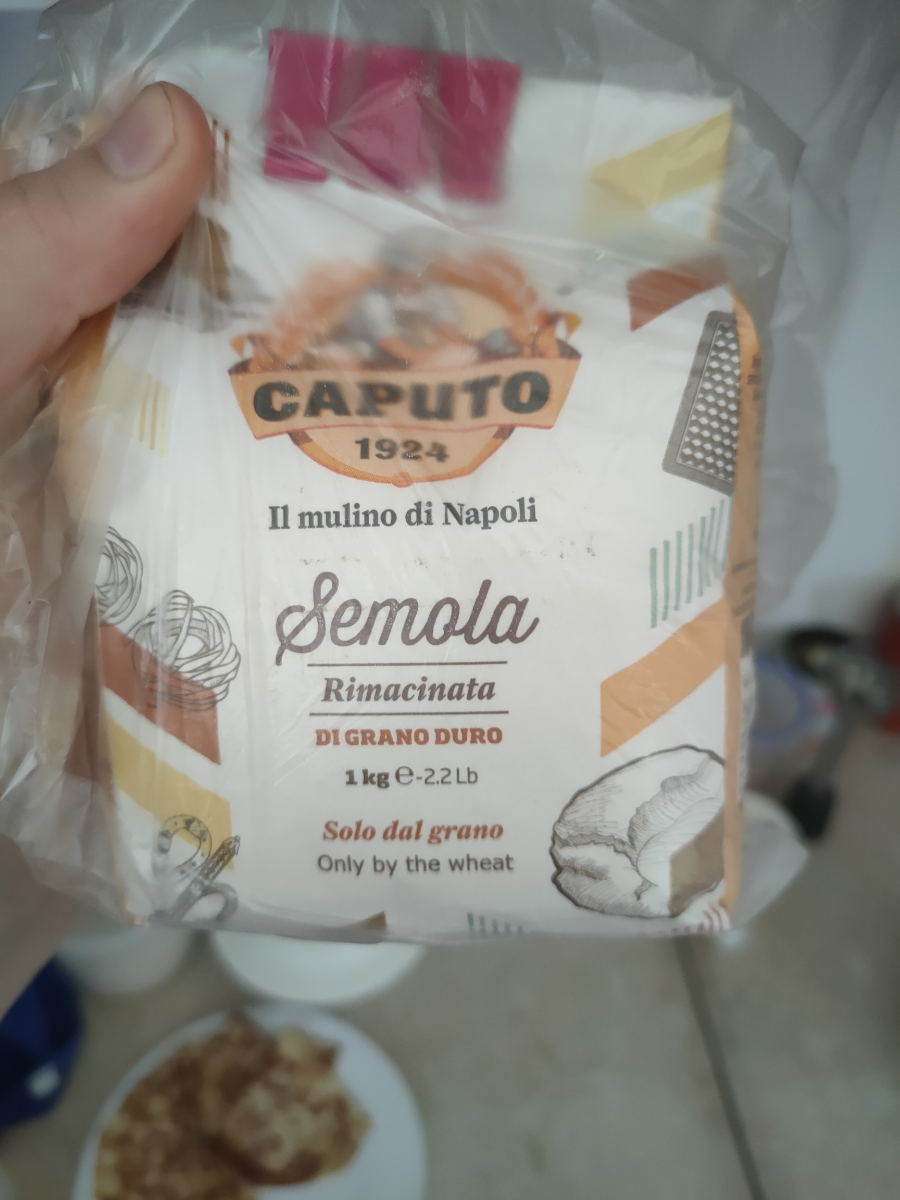 CAPUTO
1924
Il mulino di Napoli
Semola
Rimacinata
DI GRANO DURO
1 kg ℮-2.2 Lb
Solo dal grano
Only by the wheat